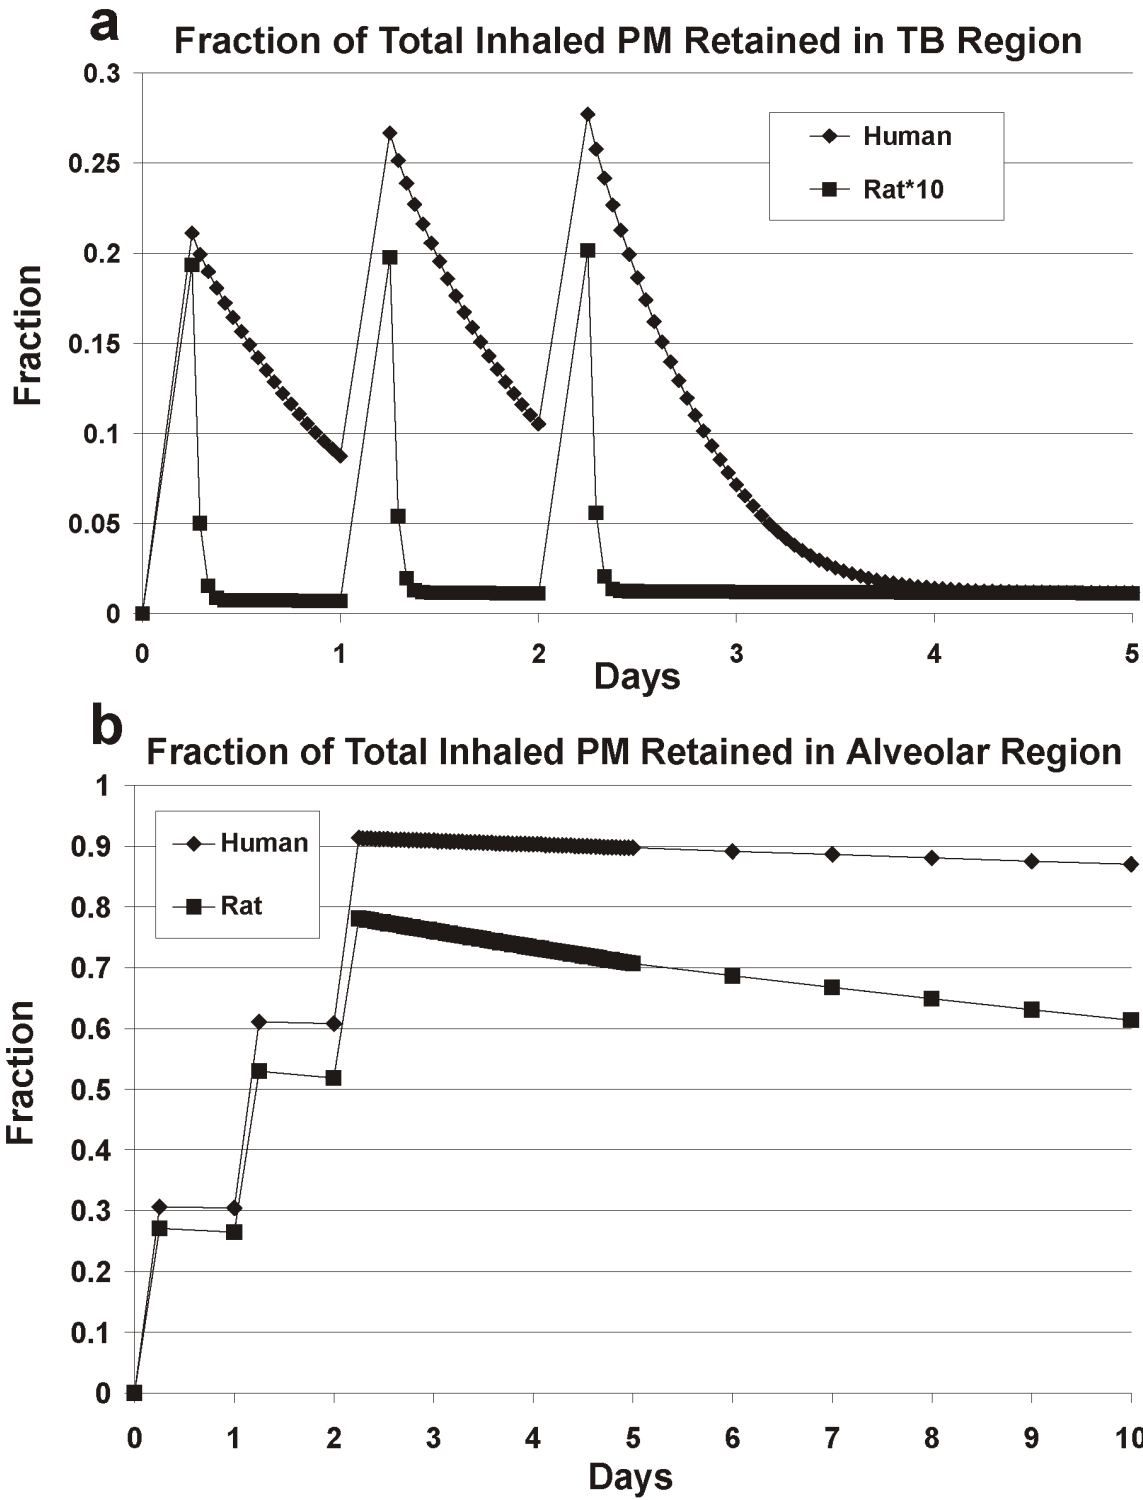 a
Fraction of Total Inhaled PM Retained in TB Region
0.3
0.25
0.2
0.15
0.1
0.05
0
Fraction
Human
Rat*10
0 1 2 3 4 5
Days
b
Fraction of Total Inhaled PM Retained in Alveolar Region
1
0.9
0.8
0.7
0.6
0.5
0.4
0.3
0.2
0.1
0
Fraction
Human
Rat
0 1 2 3 4 5 6 7 8 9 10
Days